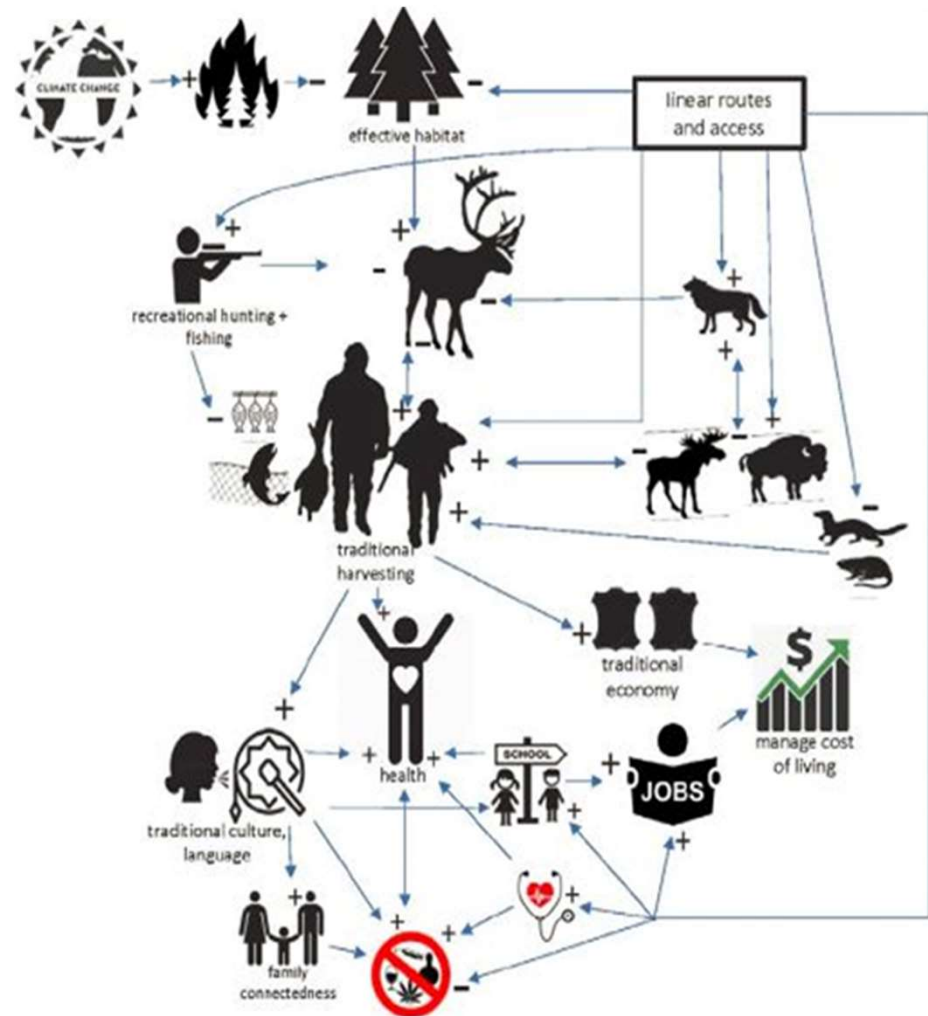 CLIMATE CHANGE
effective habitat
linear routes
and access
recreational hunting +
fishing
traditional
harvesting
traditional
economy
$
manage cost
of living
SCHOOL
health
JOBS
traditional culture,
language
family
connectedness